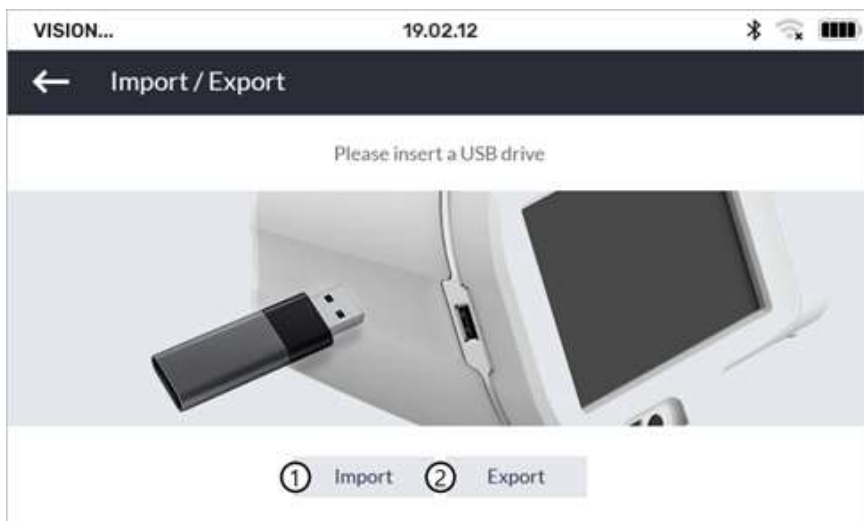 VISION... 19.02.12
Import / Export
Please insert a USB drive
① Import ② Export